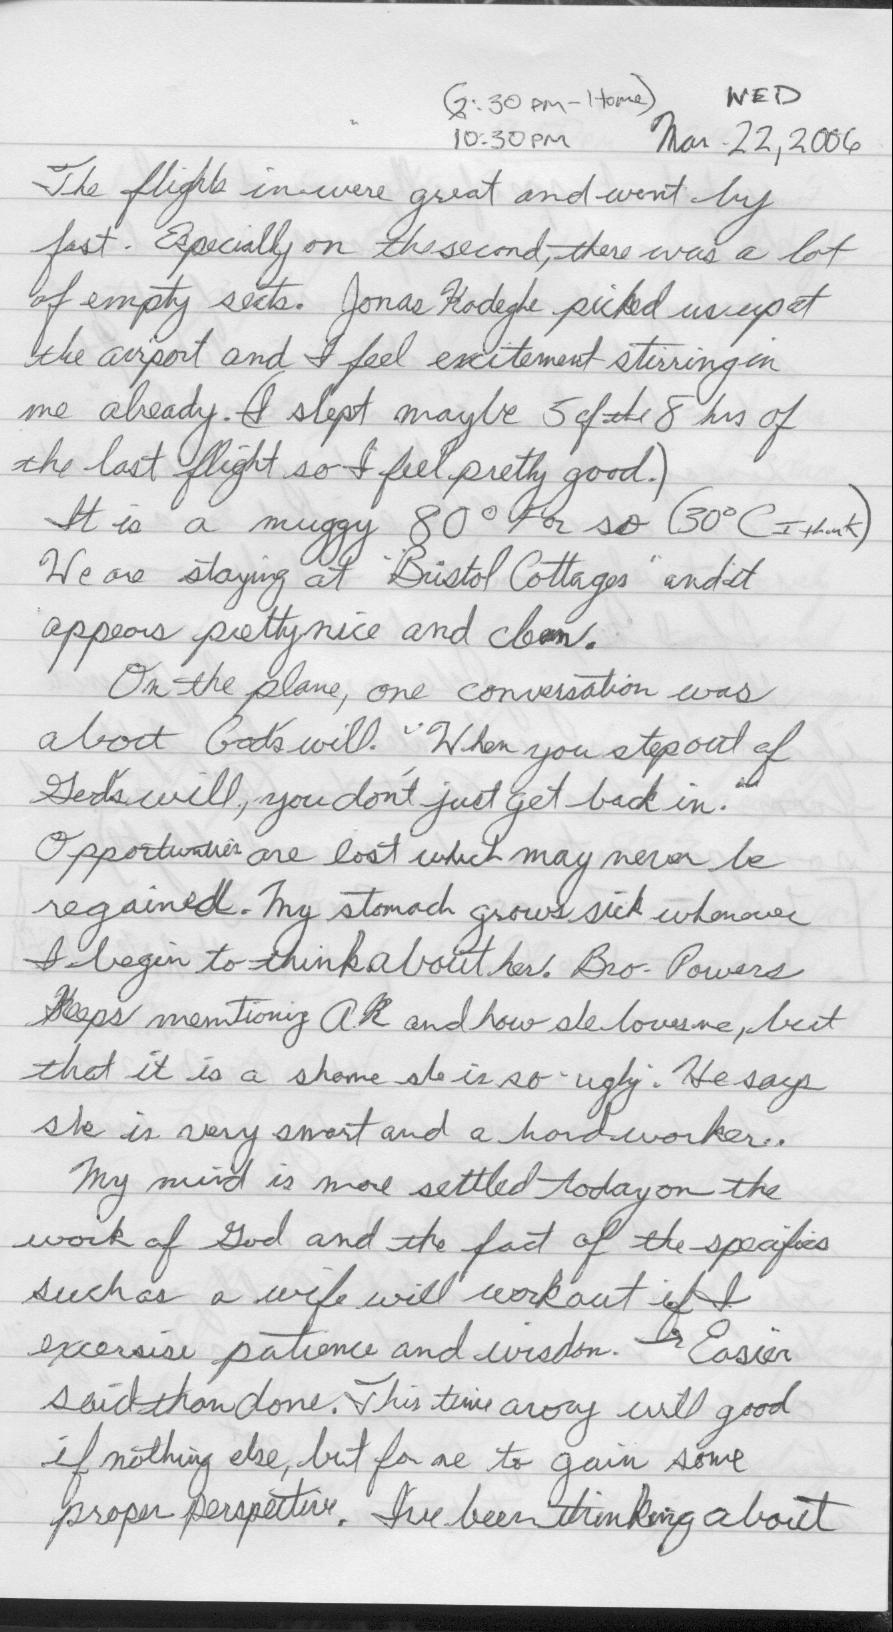 (2:30 PM - Home) WED
10:30 PM Mar. 22, 2006
The flights in were great and went by
fast. Especially on the second, there was a lot
of empty seats. Jonas picked us up at
the airport and I feel excitement stirring in
me already. (I slept maybe 5 of the 8 hrs of
the last flight so I feel pretty good.)
It is a muggy 80° F or so (30° C I think)
We are staying at "Bristol Cottages" and it
appears pretty nice and clean.
On the plane, one conversation was
about God's will. "When you step out of
God's will, you don't just get back in."
Opportunities are lost which may never be
regained. My stomach grows sick whenever
I begin to think about her. Bro. Powers
keeps memtioning AK and how she loves me, but
that it is a shame she is so "ugly". He says
she is very smart and a hard worker..
My mind is more settled today on the
work of God and the fact of the specifics
such as a wife will work out if I
excersise patience and wisdom. → Easier
said than done. This time away will good
if nothing else, but for me to gain some
proper perspective. I've been thinking about